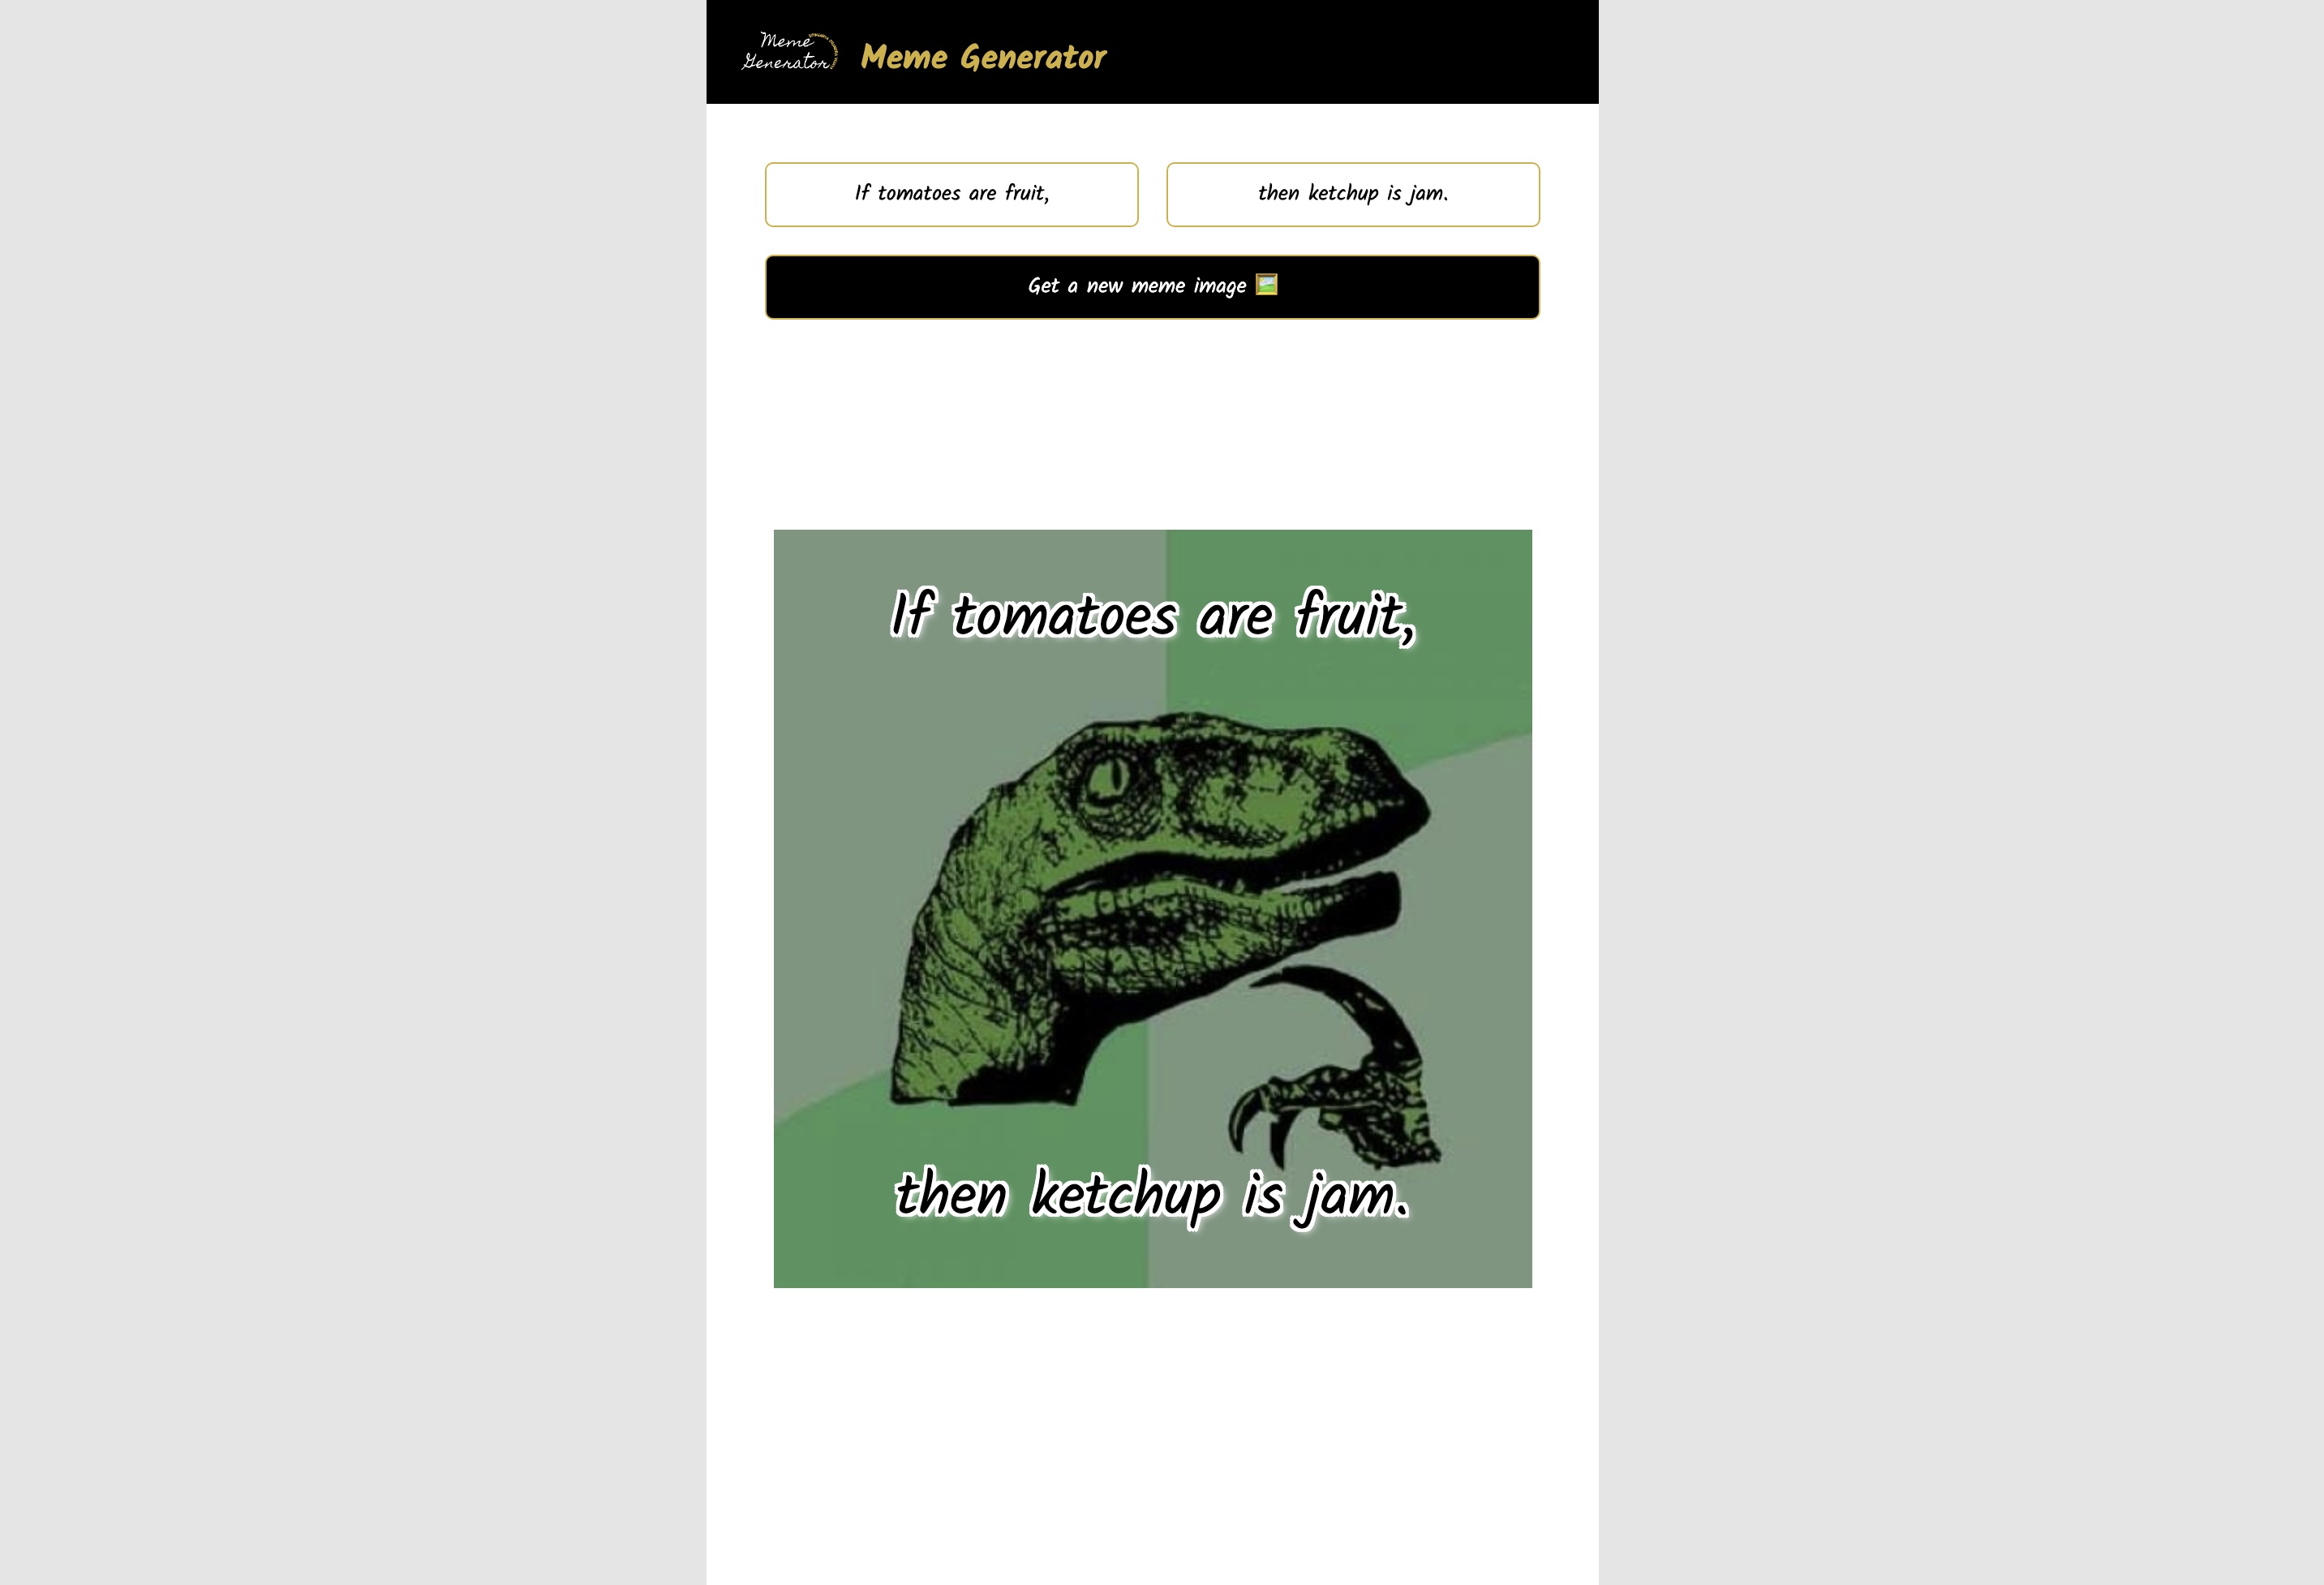 Meme
Generator
Meme Generator
If tomatoes are fruit,
then ketchup is jam.
Get a new meme image
If tomatoes are fruit,
then ketchup is jam.